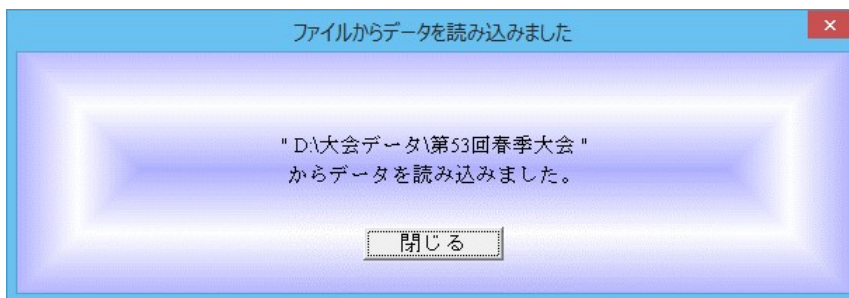 ファイルからデータを読み込みました
" D:\大会データ\第53回春季大会 "
からデータを読み込みました。
閉じる